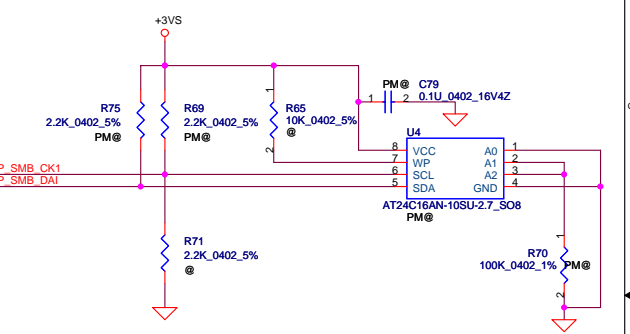 +3VS
R75
2.2K_0402_5%
PM@
R69
2.2K_0402_5%
PM@
1
R65
10K_0402_5%
@
2
PM@ C79
1 2 0.1U_0402_16V4Z
U4
8 VCC A0 1
7 WP A1 2
6 SCL A2 3
5 SDA GND 4
AT24C16AN-10SU-2.7_SO8
PM@
P_SMB_CK1
P_SMB_DAI
R71
2.2K_0402_5%
@
1
R70
100K_0402_1% PM@
2